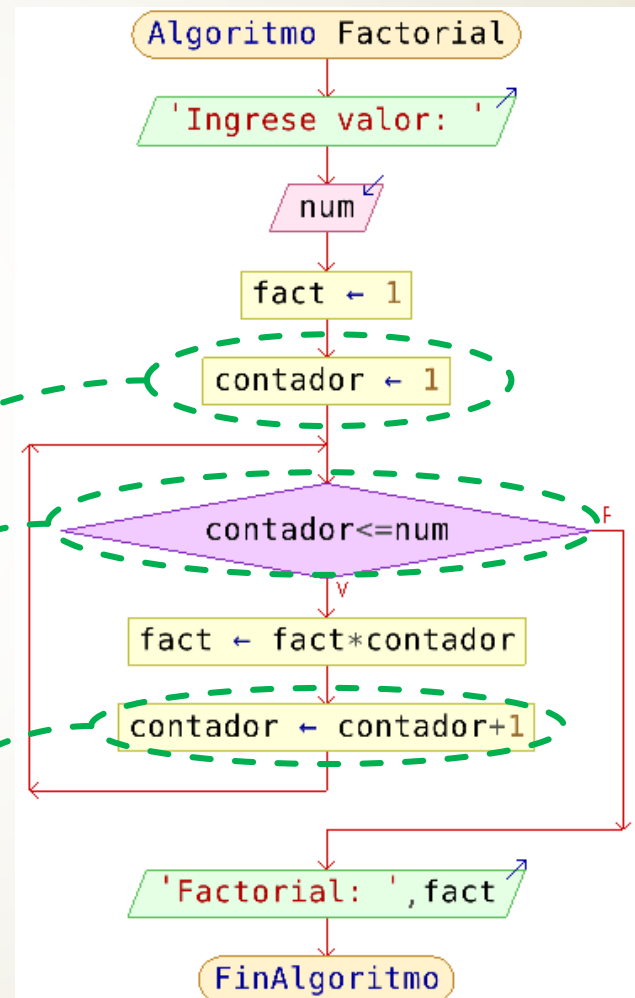 Algoritmo Factorial
'Ingrese valor: '
num
fact ← 1
contador ← 1
contador<=num
F
V
fact ← fact*contador
contador ← contador+1
'Factorial: ',fact
FinAlgoritmo